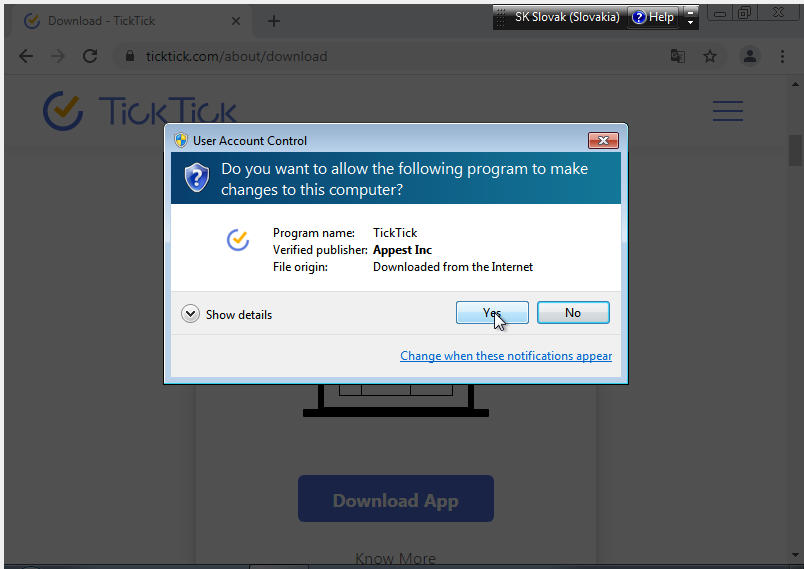 Download - TickTick
SK Slovak (Slovakia)
Help
ticktick.com/about/download
TickTick
User Account Control
Do you want to allow the following program to make
changes to this computer?
Program name: TickTick
Verified publisher: Appest Inc
File origin: Downloaded from the Internet
Show details
Yes
No
Change when these notifications appear
Download App
Know More